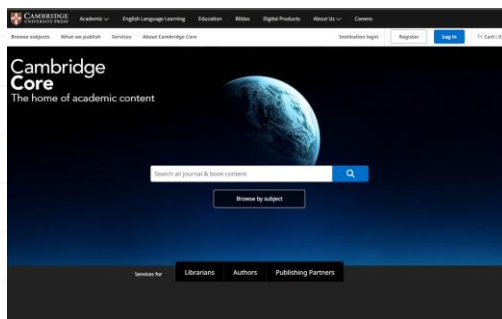 CAMBRIDGE UNIVERSITY PRESS Academic English Language Learning Education Bibles Digital Products About Us Careers
Browse subjects What we publish Services About Cambridge Core Institution login Register Log in Cart | 0
Cambridge
Core
The home of academic content
Search all journal & book content
Browse by subject
Services for Librarians Authors Publishing Partners